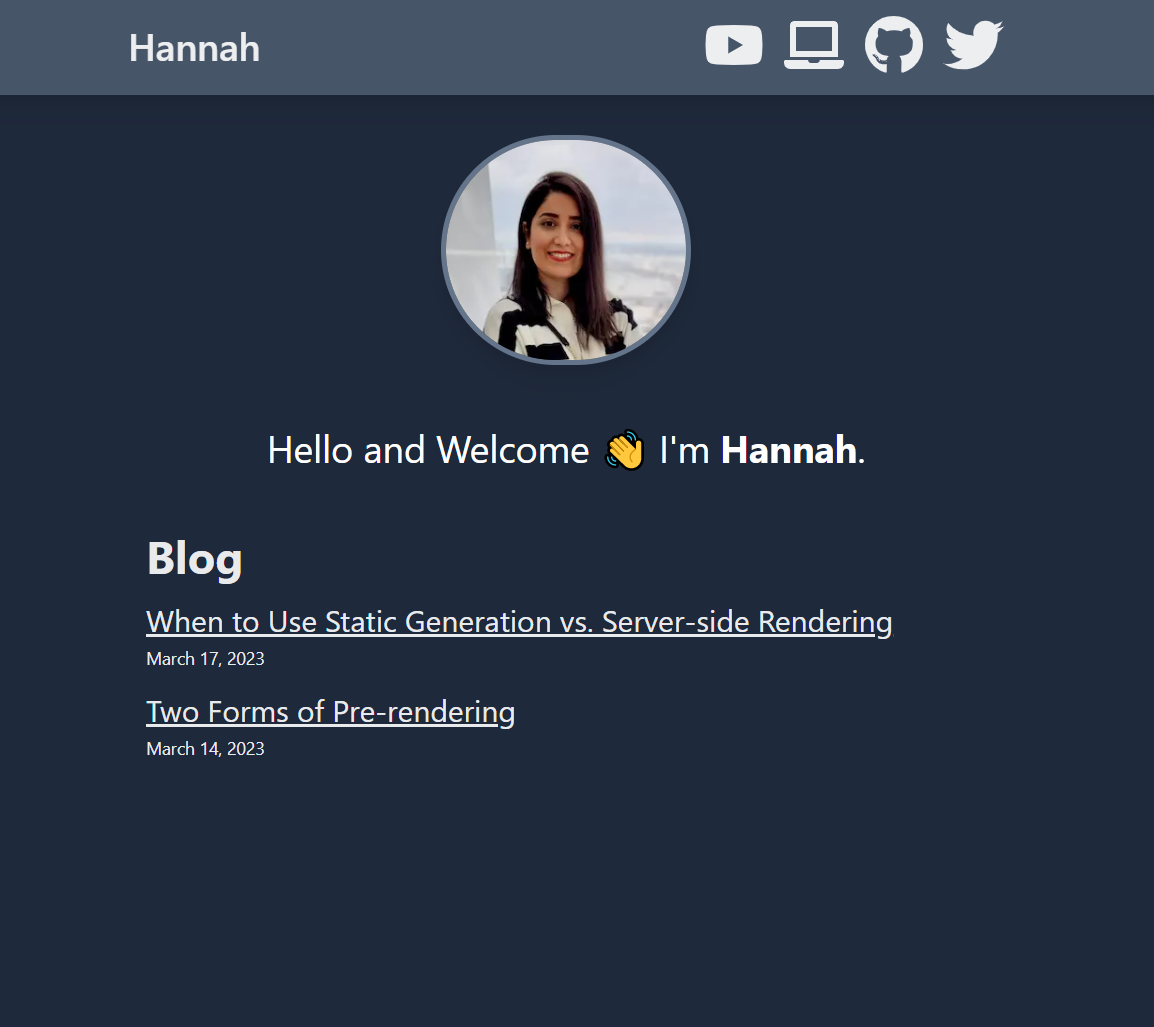 Hannah
Hello and Welcome 👋 I'm Hannah.
Blog
When to Use Static Generation vs. Server-side Rendering
March 17, 2023
Two Forms of Pre-rendering
March 14, 2023